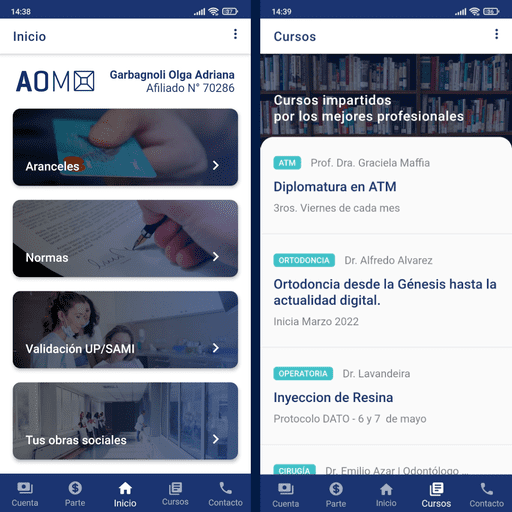 14:38
Inicio
AOM
Garbagnoli Olga Adriana
Afiliado N° 70286
Aranceles
Normas
Validación UP/SAMI
Tus obras sociales
Cuenta
Parte
Inicio
Cursos
Contacto
14:39
Cursos
Cursos impartidos
por los mejores profesionales
ATM Prof. Dra. Graciela Maffia
Diplomatura en ATM
3ros. Viernes de cada mes
ORTODONCIA Dr. Alfredo Alvarez
Ortodoncia desde la Génesis hasta la
actualidad digital.
Inicia Marzo 2022
OPERATORIA Dr. Lavandeira
Inyeccion de Resina
Protocolo DATO - 6 y 7 de mayo
CIRUGÍA Dr. Emilio Azar | Odontólogo ...
Cuenta
Parte
Inicio
Cursos
Contacto